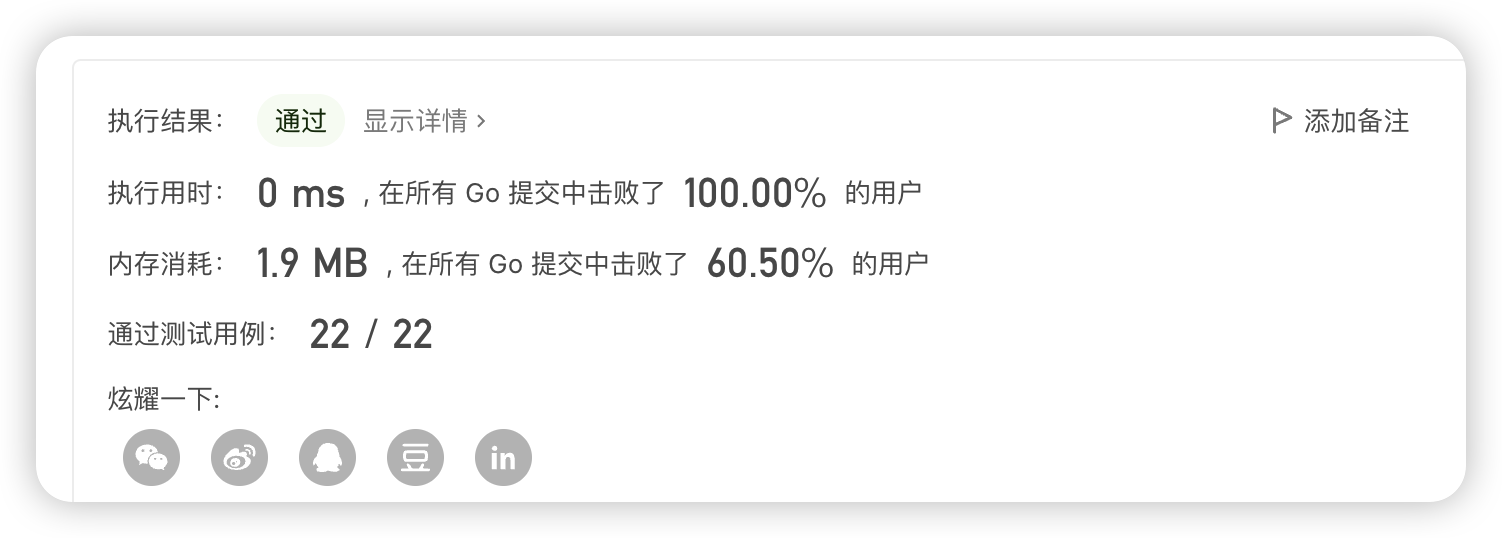 执行结果： 通过 显示详情 › 添加备注
执行用时： 0 ms , 在所有 Go 提交中击败了 100.00% 的用户
内存消耗： 1.9 MB , 在所有 Go 提交中击败了 60.50% 的用户
通过测试用例： 22 / 22
炫耀一下:
豆 in